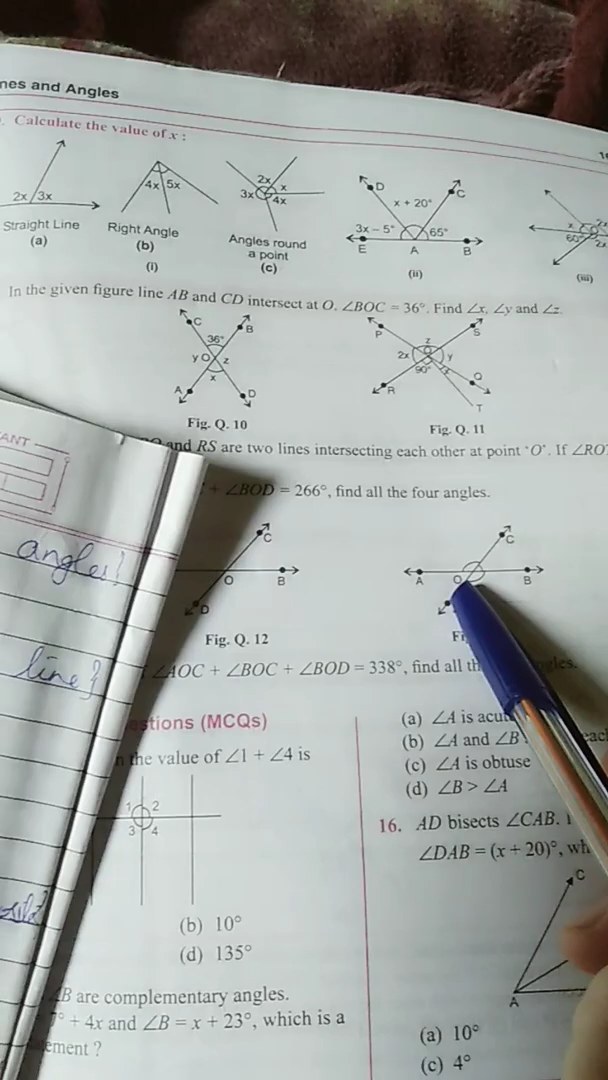 nes and Angles
Calculate the value of x :
2x 3x
4x 5x
2x
3x x
4x
D C
x + 20°
3x – 5° 65°
E A B
x 2x
60° 2x
Straight Line
(a)
Right Angle
(b)
Angles round
a point
(c)
(i)
(ii)
(iii)
In the given figure line AB and CD intersect at O. ∠BOC = 36°. Find ∠x, ∠y and ∠z.
C B
36°
y O z
x
A D
P S
z
2x O y
90°
R Q
T
Fig. Q. 10
Fig. Q. 11
and RS are two lines intersecting each other at point 'O'. If ∠RO
+ ∠BOD = 266°, find all the four angles.
C
O B
D
C
A O B
Fig. Q. 12
∠AOC + ∠BOC + ∠BOD = 338°, find all
stions (MCQs)
the value of ∠1 + ∠4 is
1 2
3 4
(b) 10°
(d) 135°
∠B are complementary angles.
° + 4x and ∠B = x + 23°, which is a
ement ?
(a) ∠A is acut
(b) ∠A and ∠B
(c) ∠A is obtuse
(d) ∠B > ∠A
16. AD bisects ∠CAB.
∠DAB = (x + 20)°, wh
C
A
(a) 10°
(c) 4°
ANT
angles
line}